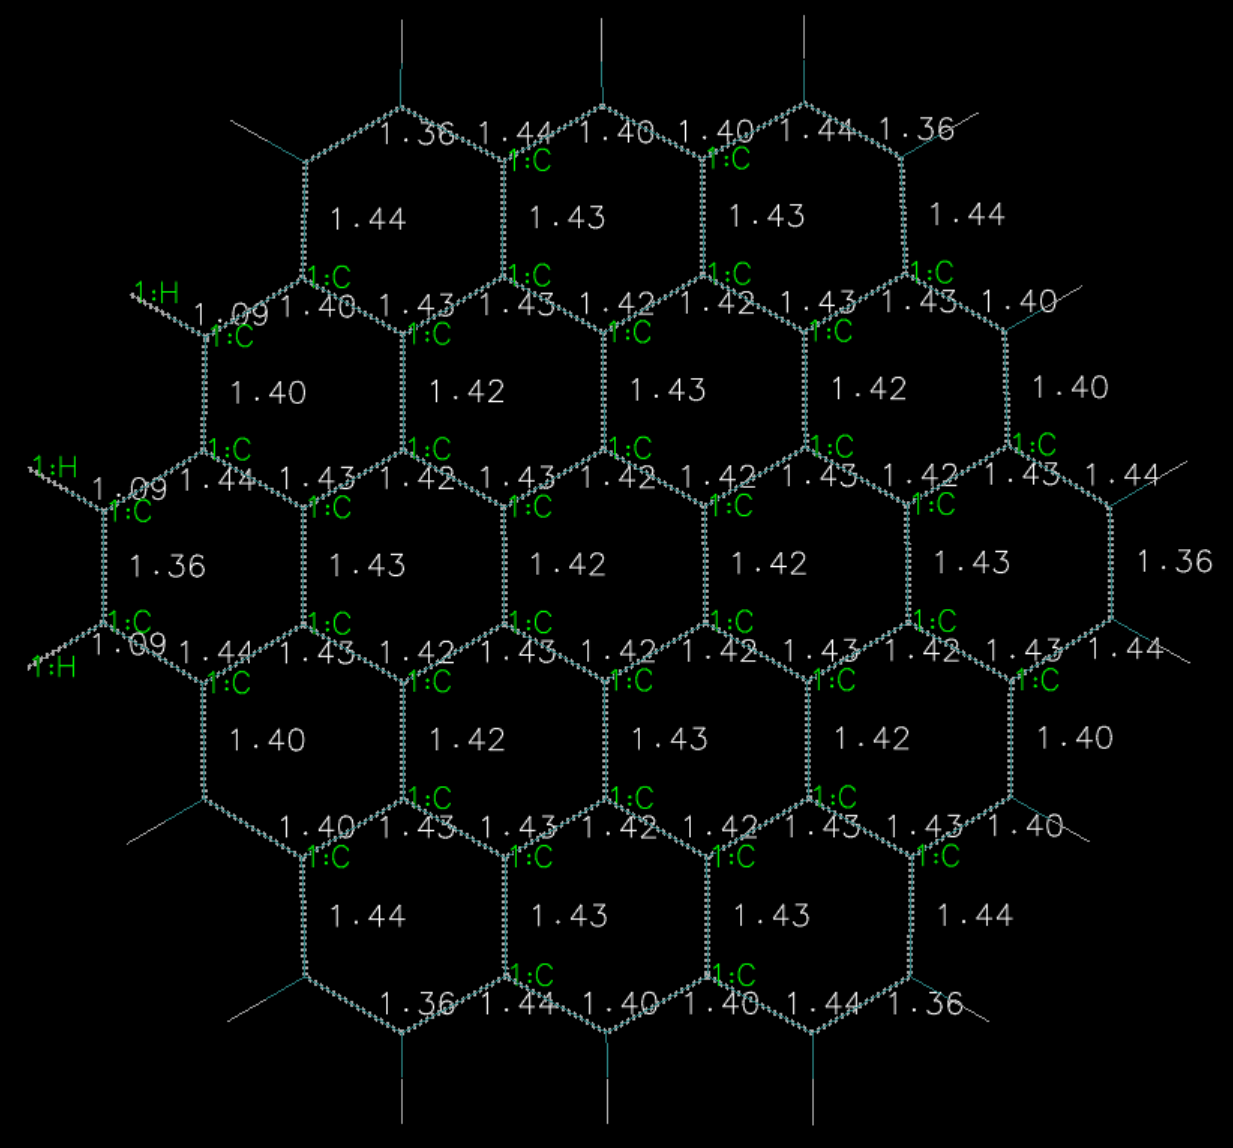 1.36 1.44 1.40 1.40 1.44 1.36
1:C 1:C
1.44 1.43 1.43 1.44
1:C 1:C 1:C 1:C
1:H 1.09 1.40 1.43 1.43 1.42 1.42 1.43 1.43 1.40
1:C 1:C 1:C 1:C
1.40 1.42 1.43 1.42 1.40
1:C 1:C 1:C 1:C 1:C
1:H 1.09 1.44 1.43 1.42 1.43 1.42 1.42 1.43 1.42 1.43 1.44
1:C 1:C 1:C 1:C 1:C
1.36 1.43 1.42 1.42 1.43 1.36
1:C 1:C 1:C 1:C 1:C
1.09 1.44 1.43 1.42 1.43 1.42 1.42 1.43 1.42 1.43 1.44
1:H 1:C 1:C 1:C 1:C 1:C
1.40 1.42 1.43 1.42 1.40
1:C 1:C 1:C
1.40 1.43 1.43 1.42 1.42 1.43 1.43 1.40
1:C 1:C 1:C 1:C
1.44 1.43 1.43 1.44
1:C 1:C
1.36 1.44 1.40 1.40 1.44 1.36